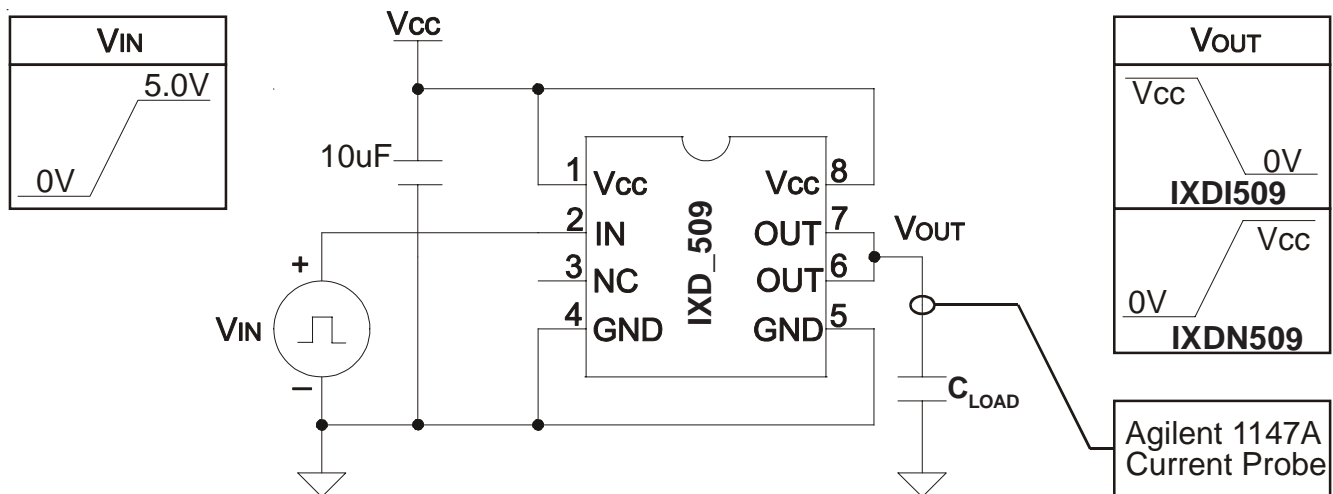 VIN
5.0V
0V
Vcc
10uF
1
Vcc
2
IN
3
NC
4
GND
IXD_509
Vcc
8
OUT
7
OUT
6
GND
5
+
VIN
–
VOUT
CLOAD
VOUT
Vcc
0V
IXDI509
Vcc
0V
IXDN509
Agilent 1147A
Current Probe